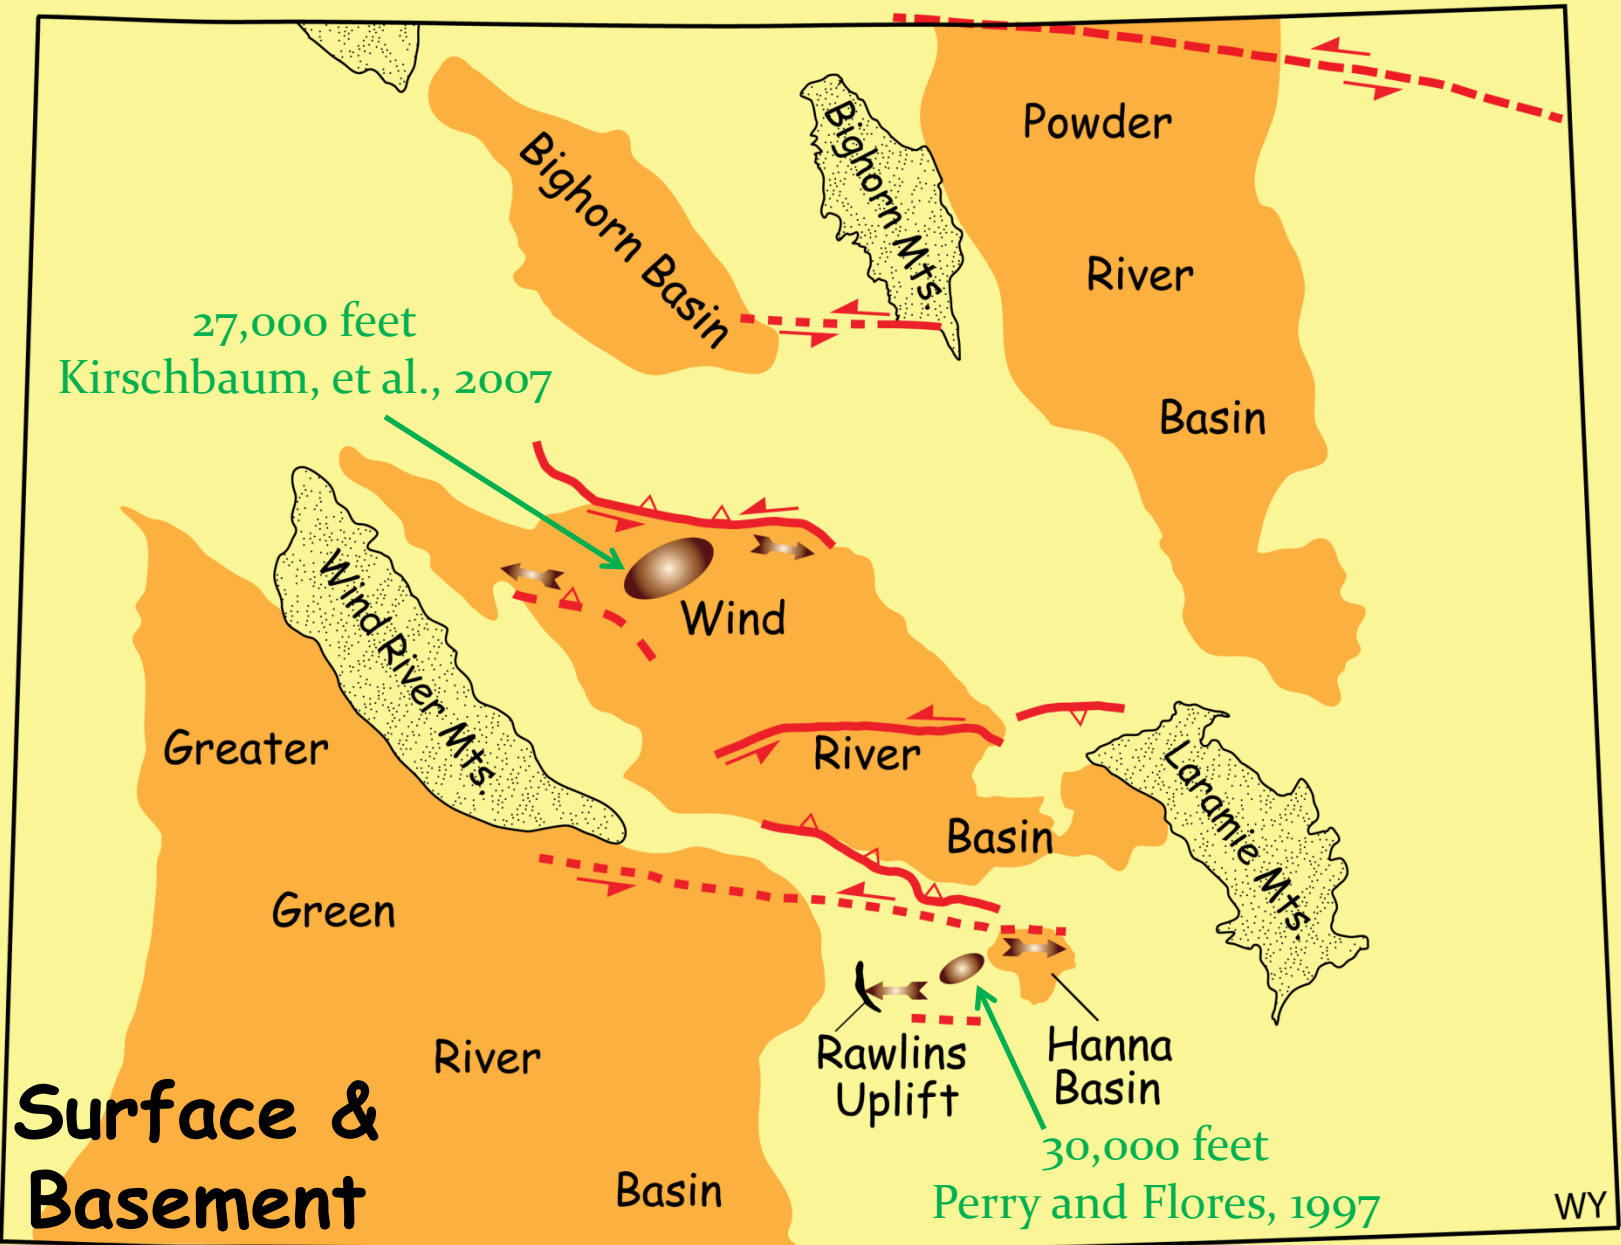 Powder
River
Basin
Bighorn Mts.
Bighorn Basin
27,000 feet
Kirschbaum, et al., 2007
Wind River Mts.
Wind
River
Basin
Greater
Green
River
Basin
Laramie Mts.
Rawlins
Uplift
Hanna
Basin
30,000 feet
Perry and Flores, 1997
Surface &
Basement
WY